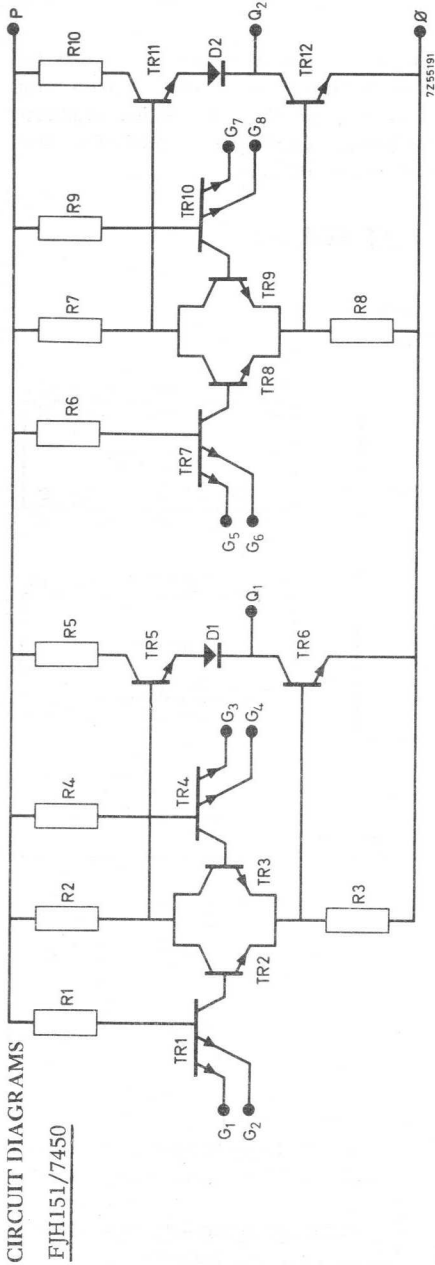 CIRCUIT DIAGRAMS
FJH151/7450
P
R1
R2
R4
R5
R6
R7
R9
R10
TR1
TR2
TR3
TR4
TR5
D1
Q1
TR6
R3
G1
G2
G3
G4
TR7
TR8
TR9
TR10
TR11
D2
Q2
TR12
R8
G5
G6
G7
G8
Ø
7Z55191